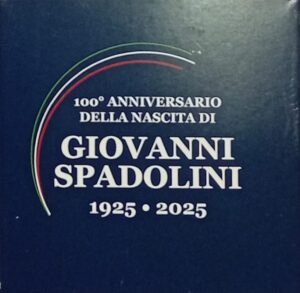 100° ANNIVERSARIO
DELLA NASCITA DI
GIOVANNI
SPADOLINI
1925 • 2025